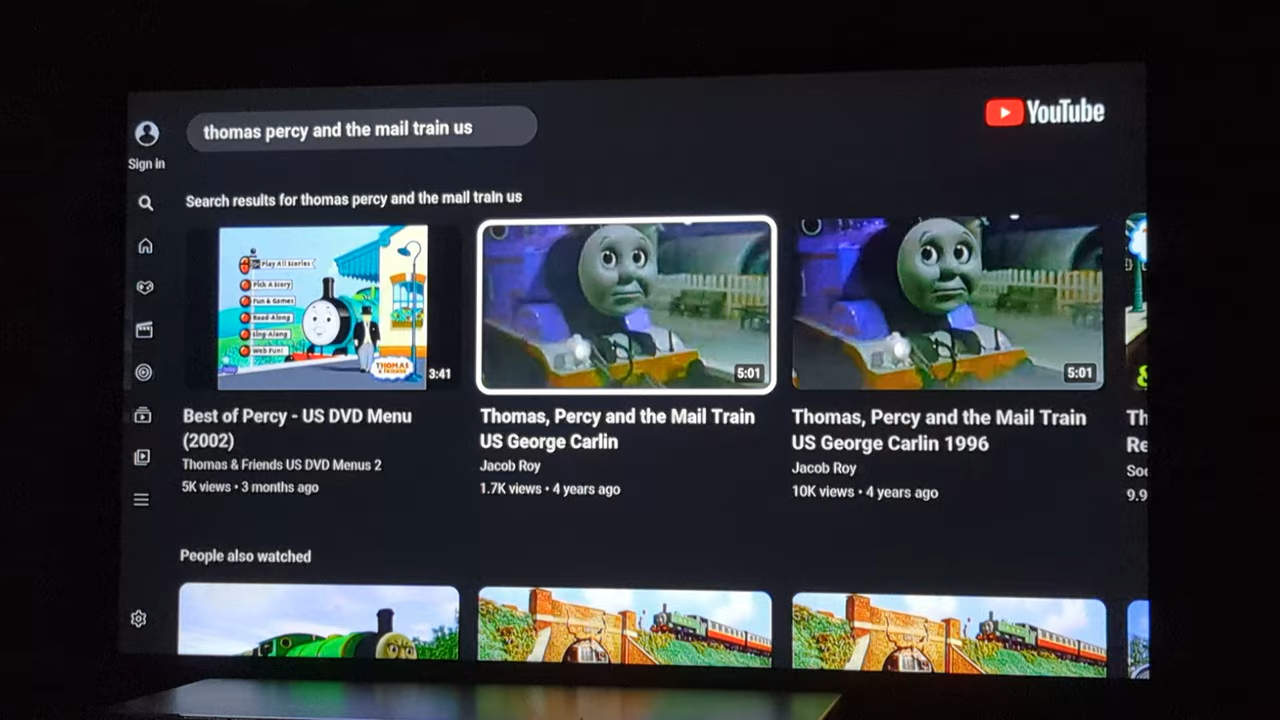 thomas percy and the mail train us
YouTube
Sign in
Search results for thomas percy and the mail train us
Play All Stories
Pick A Story
Fun & Games
Read-Along
Sing-Along
Web Fun!
THOMAS
& FRIENDS
3:41
5:01
5:01
Best of Percy - US DVD Menu
(2002)
Thomas & Friends US DVD Menus 2
5K views • 3 months ago
Thomas, Percy and the Mail Train
US George Carlin
Jacob Roy
1.7K views • 4 years ago
Thomas, Percy and the Mail Train
US George Carlin 1996
Jacob Roy
10K views • 4 years ago
Th
Re
Soc
9.9
People also watched